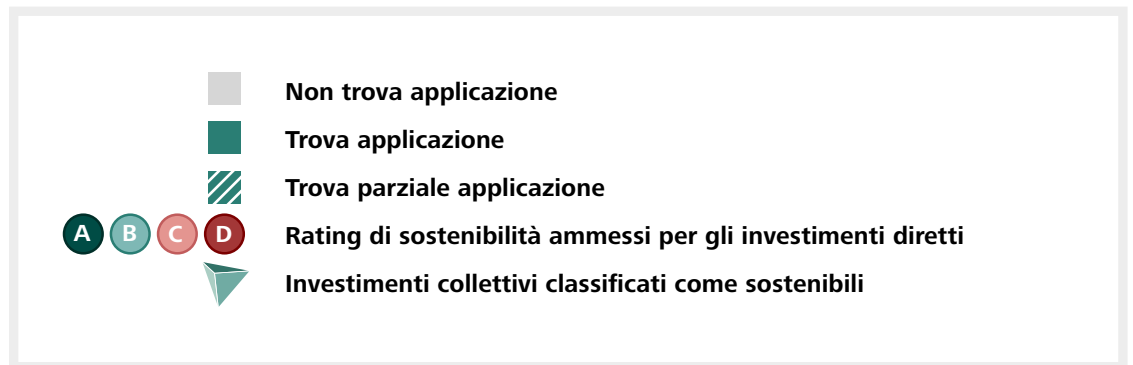 Non trova applicazione
Trova applicazione
Trova parziale applicazione
A B C D Rating di sostenibilità ammessi per gli investimenti diretti
Investimenti collettivi classificati come sostenibili